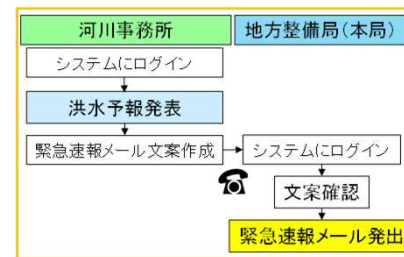 河川事務所
地方整備局(本局)
システムにログイン
洪水予報発表
緊急速報メール文案作成
システムにログイン
文案確認
緊急速報メール発出